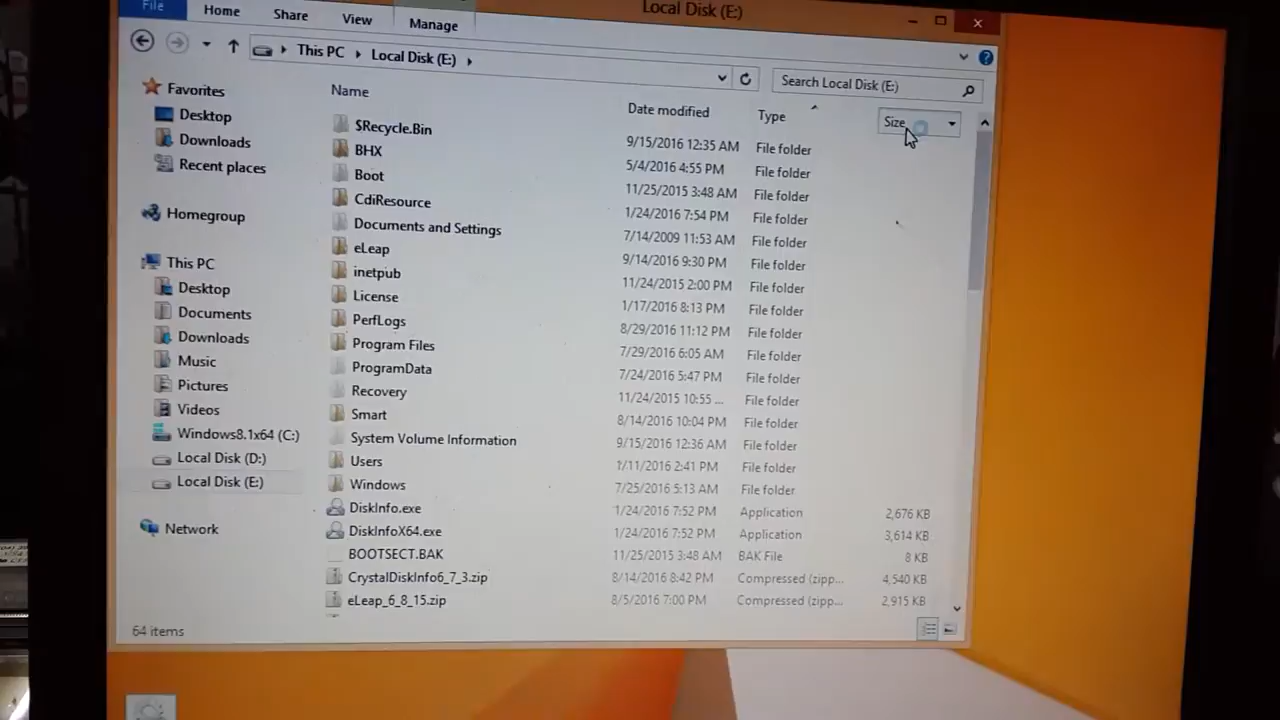 Local Disk (E:)
File Home Share View Manage
This PC Local Disk (E:)
Search Local Disk (E:)
Name Date modified Type Size
Favorites
Desktop
Downloads
Recent places
Homegroup
This PC
Desktop
Documents
Downloads
Music
Pictures
Videos
Windows8.1x64 (C:)
Local Disk (D:)
Local Disk (E:)
Network
$Recycle.Bin 9/15/2016 12:35 AM File folder
BHX 5/4/2016 4:55 PM File folder
Boot 11/25/2015 3:48 AM File folder
CdiResource 1/24/2016 7:54 PM File folder
Documents and Settings 7/14/2009 11:53 AM File folder
eLeap 9/14/2016 9:30 PM File folder
inetpub 11/24/2015 2:00 PM File folder
License 1/17/2016 8:13 PM File folder
PerfLogs 8/29/2016 11:12 PM File folder
Program Files 7/29/2016 6:05 AM File folder
ProgramData 7/24/2016 5:47 PM File folder
Recovery 11/24/2015 10:55 ... File folder
Smart 8/14/2016 10:04 PM File folder
System Volume Information 9/15/2016 12:36 AM File folder
Users 1/11/2016 2:41 PM File folder
Windows 7/25/2016 5:13 AM File folder
DiskInfo.exe 1/24/2016 7:52 PM Application 2,676 KB
DiskInfoX64.exe 1/24/2016 7:52 PM Application 3,614 KB
BOOTSECT.BAK 11/25/2015 3:48 AM BAK File 8 KB
CrystalDiskInfo6_7_3.zip 8/14/2016 8:42 PM Compressed (zipp... 4,540 KB
eLeap_6_8_15.zip 8/5/2016 7:00 PM Compressed (zipp... 2,915 KB
64 items